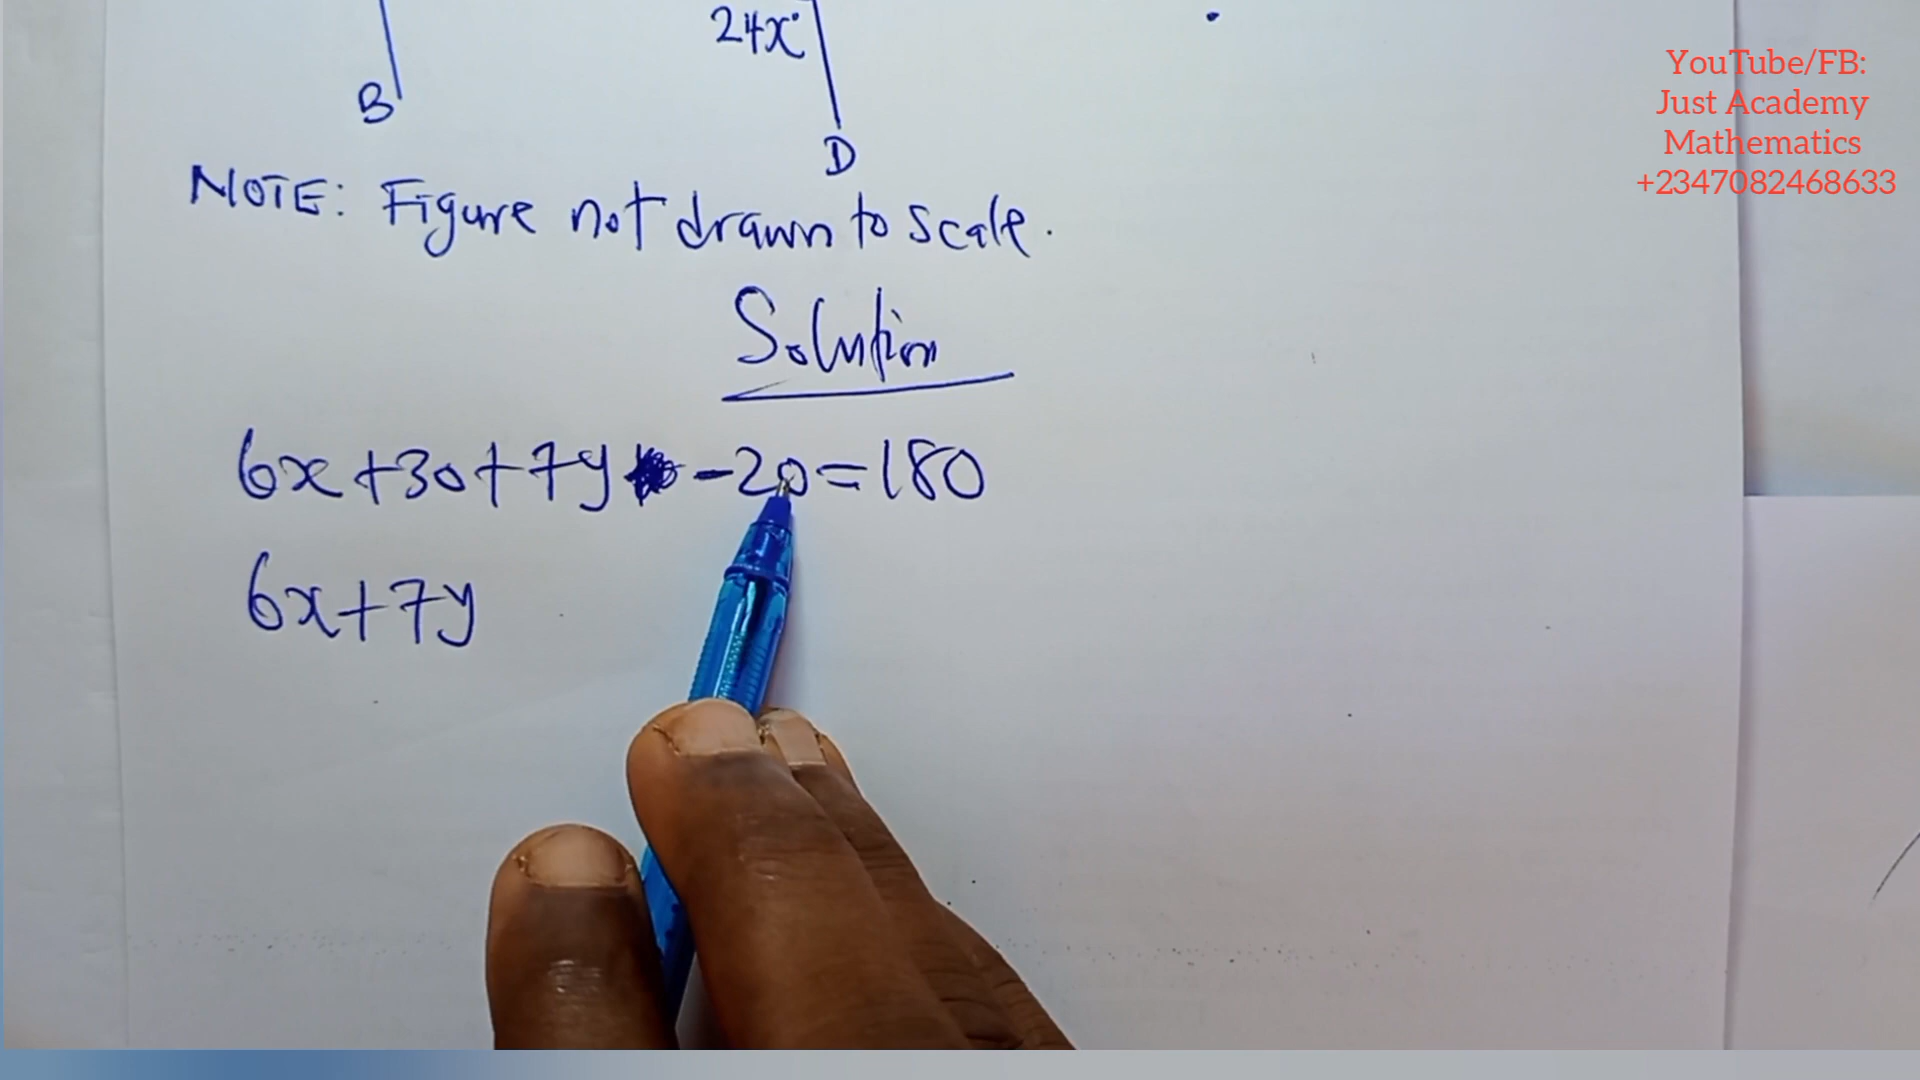 24x°
B
D
NOTE: Figure not drawn to scale.
Solution
6x+30+7y -20=180
6x+7y
YouTube/FB:
Just Academy
Mathematics
+2347082468633